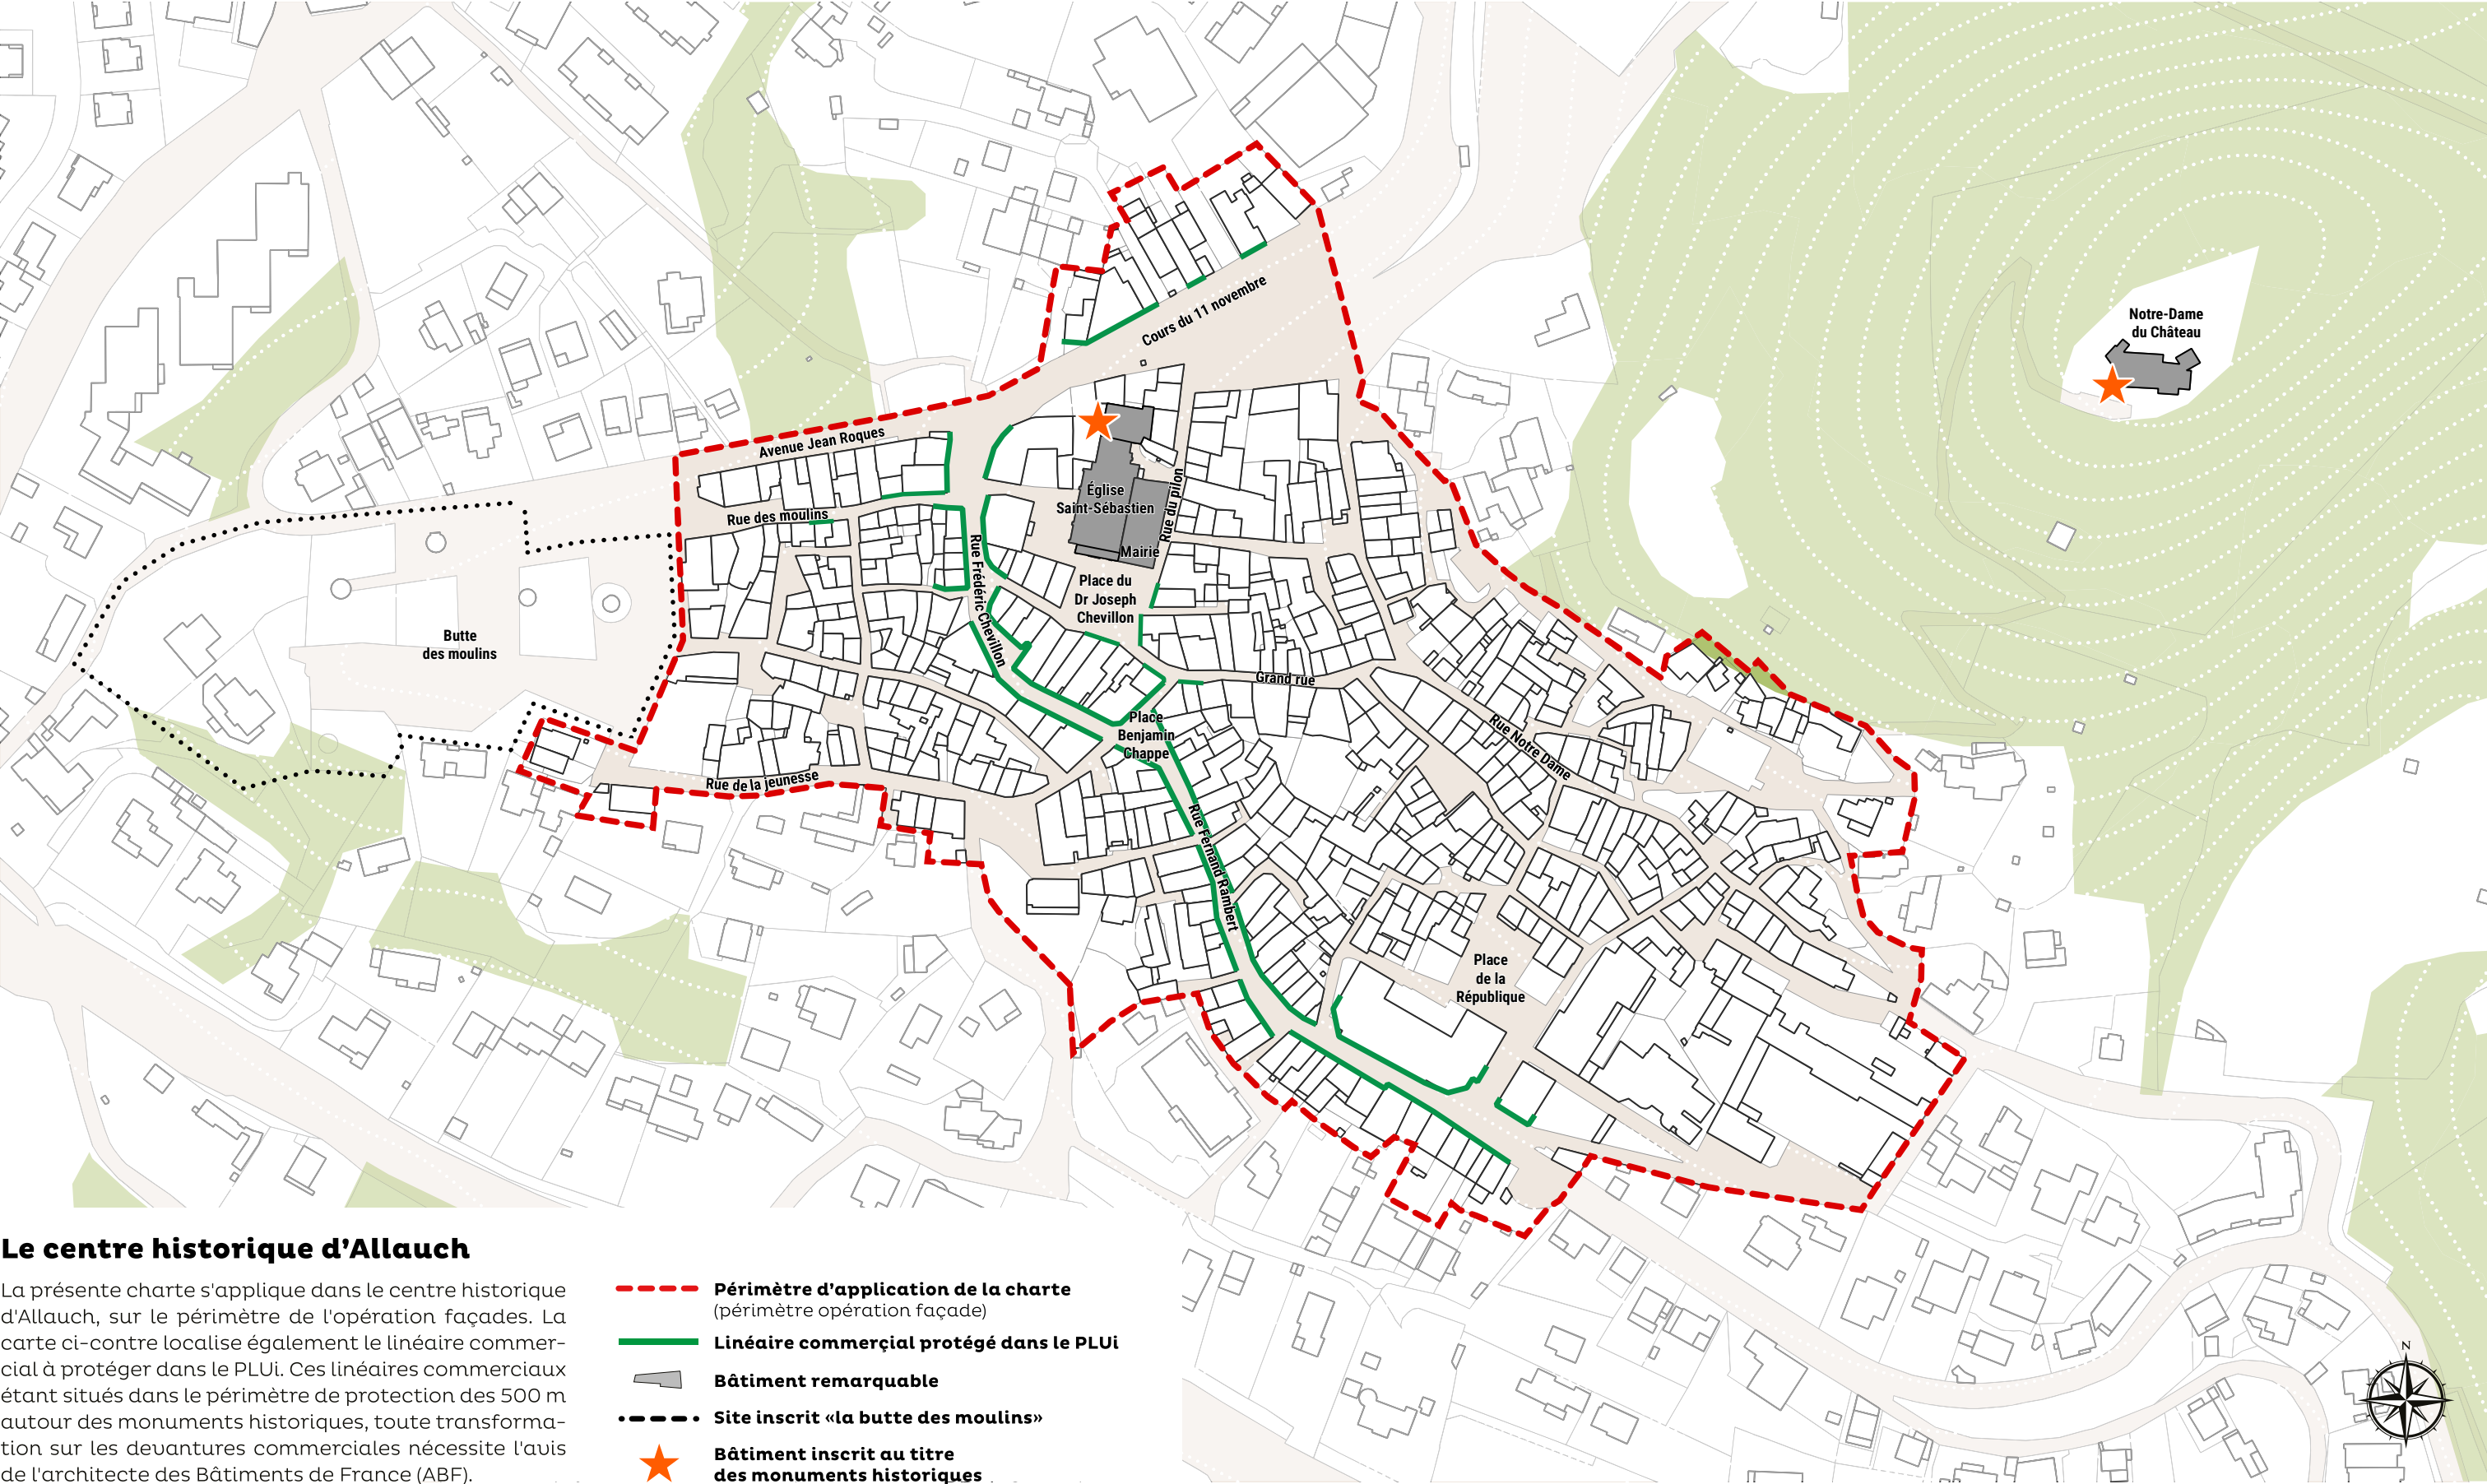 Notre-Dame
du Château
Cours du 11 novembre
Avenue Jean Roques
Rue des moulins
Église
Saint-Sébastien
Rue du pilon
Mairie
Rue Frédéric Chevillon
Place du
Dr Joseph
Chevillon
Butte
des moulins
Grand rue
Place
Benjamin
Chappe
Rue Notre Dame
Rue de la jeunesse
Rue Fernand Rambert
Place
de la
République
Le centre historique d'Allauch
La présente charte s'applique dans le centre historique
d'Allauch, sur le périmètre de l'opération façades. La
carte ci-contre localise également le linéaire commer-
cial à protéger dans le PLUi. Ces linéaires commerciaux
étant situés dans le périmètre de protection des 500 m
autour des monuments historiques, toute transforma-
tion sur les devantures commerciales nécessite l'avis
de l'architecte des Bâtiments de France (ABF).
Périmètre d'application de la charte
(périmètre opération façade)
Linéaire commerçial protégé dans le PLUi
Bâtiment remarquable
Site inscrit «la butte des moulins»
Bâtiment inscrit au titre
des monuments historiques
N